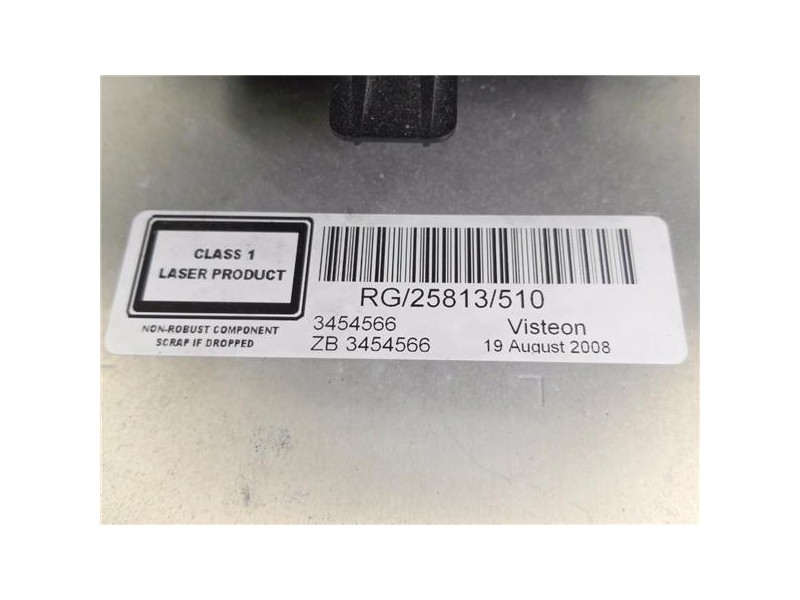 CLASS 1
LASER PRODUCT
NON-ROBUST COMPONENT
SCRAP IF DROPPED
RG/25813/510
3454566
ZB 3454566
Visteon
19 August 2008